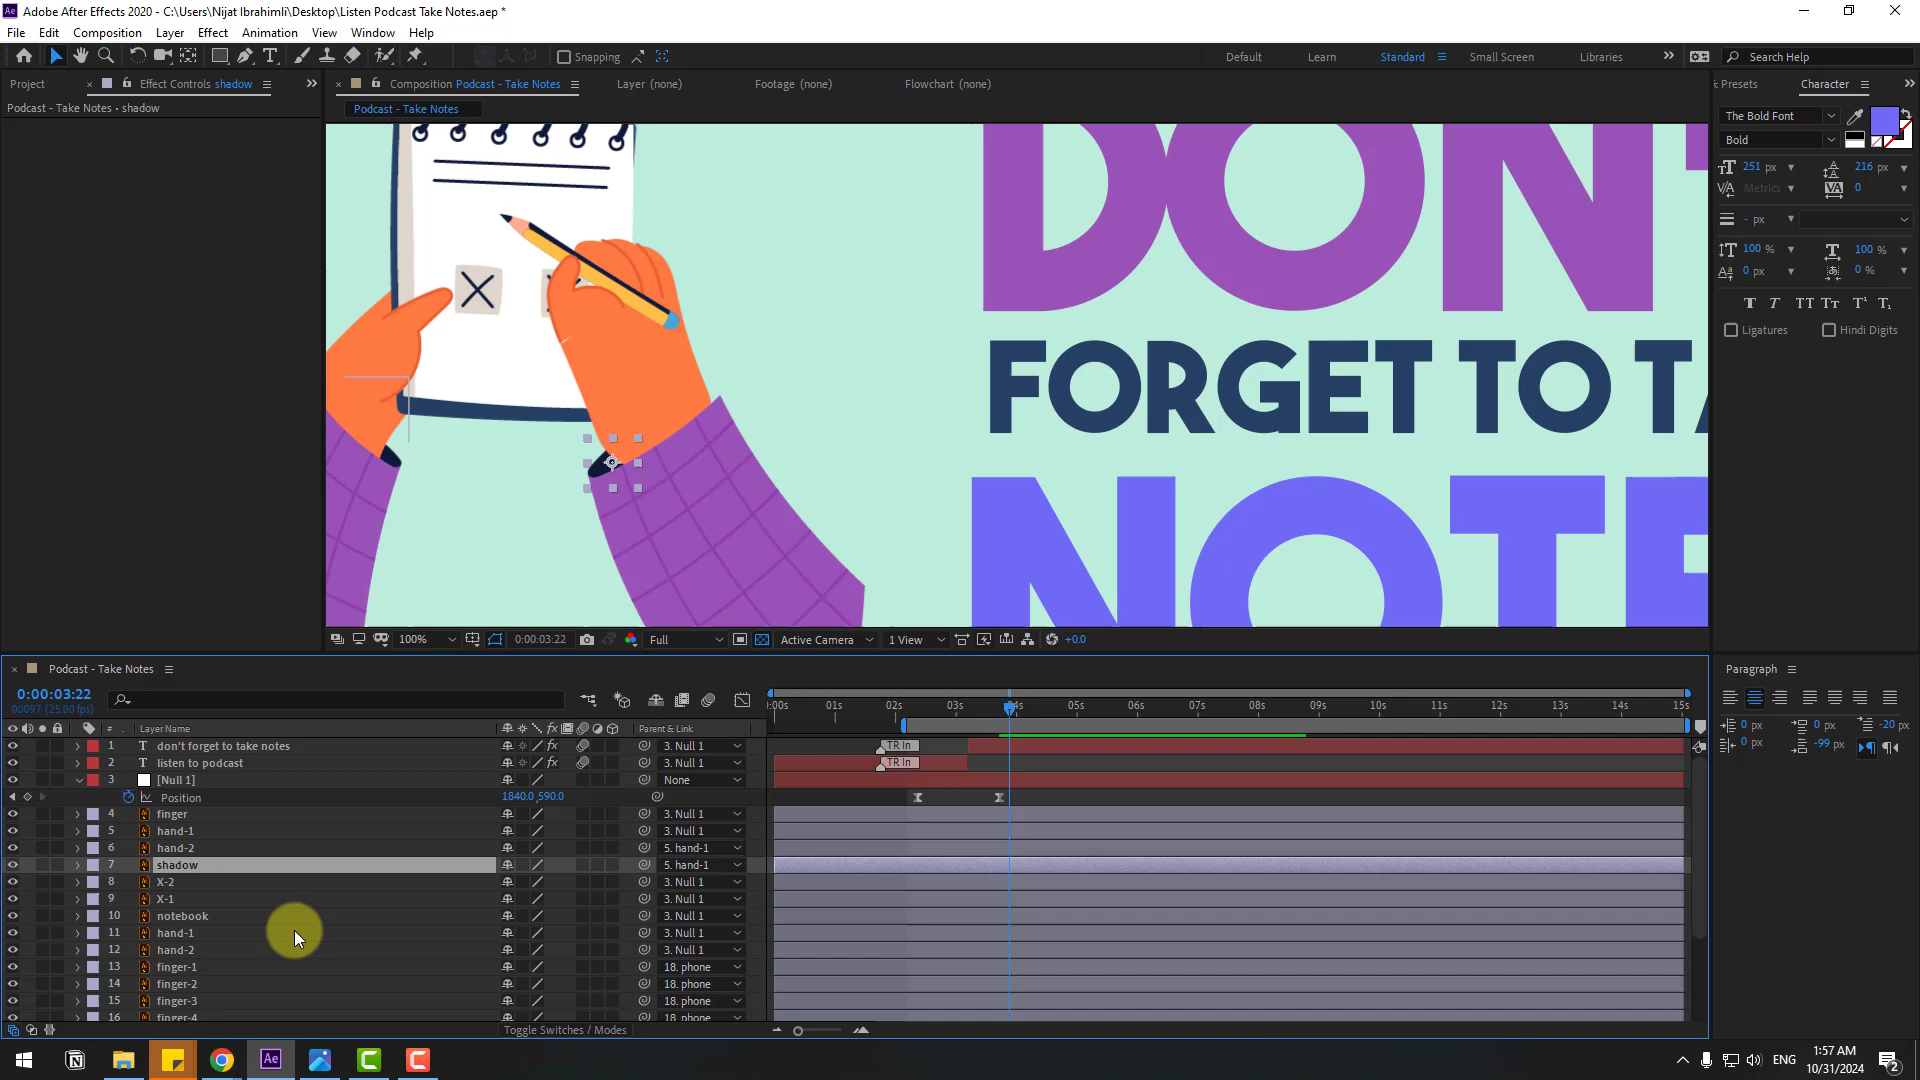 Adobe After Effects 2020 - C:\Users\Nijat Ibrahimli\Desktop\Listen Podcast Take Notes.aep *
File Edit Composition Layer Effect Animation View Window Help
Snapping Default Learn Standard Small Screen Libraries Search Help
Project Effect Controls shadow Composition Podcast - Take Notes Layer (none) Footage (none) Flowchart (none) Presets Character
Podcast - Take Notes • shadow Podcast - Take Notes
The Bold Font
Bold
251 px 216 px
Metrics 0
- px
100 % 100 %
0 px 0 %
Ligatures Hindi Digits
DON'T
FORGET TO TA
NOTE
100% 0:00:03:22 Full Active Camera 1 View +0.0
Podcast - Take Notes
Paragraph
0:00:03:22
00097 (25.00 fps)
:00s 01s 02s 03s 04s 05s 06s 07s 08s 09s 10s 11s 12s 13s 14s 15s
# Layer Name Parent & Link
0 px 0 px -20 px
0 px -99 px
1 don't forget to take notes 3. Null 1 TR In
2 listen to podcast 3. Null 1 TR In
3 [Null 1] None
Position 1840.0,590.0
4 finger 3. Null 1
5 hand-1 3. Null 1
6 hand-2 5. hand-1
7 shadow 5. hand-1
8 X-2 3. Null 1
9 X-1 3. Null 1
10 notebook 3. Null 1
11 hand-1 3. Null 1
12 hand-2 3. Null 1
13 finger-1 18. phone
14 finger-2 18. phone
15 finger-3 18. phone
16 finger-4 18. phone
Toggle Switches / Modes
ENG 1:57 AM
10/31/2024 2